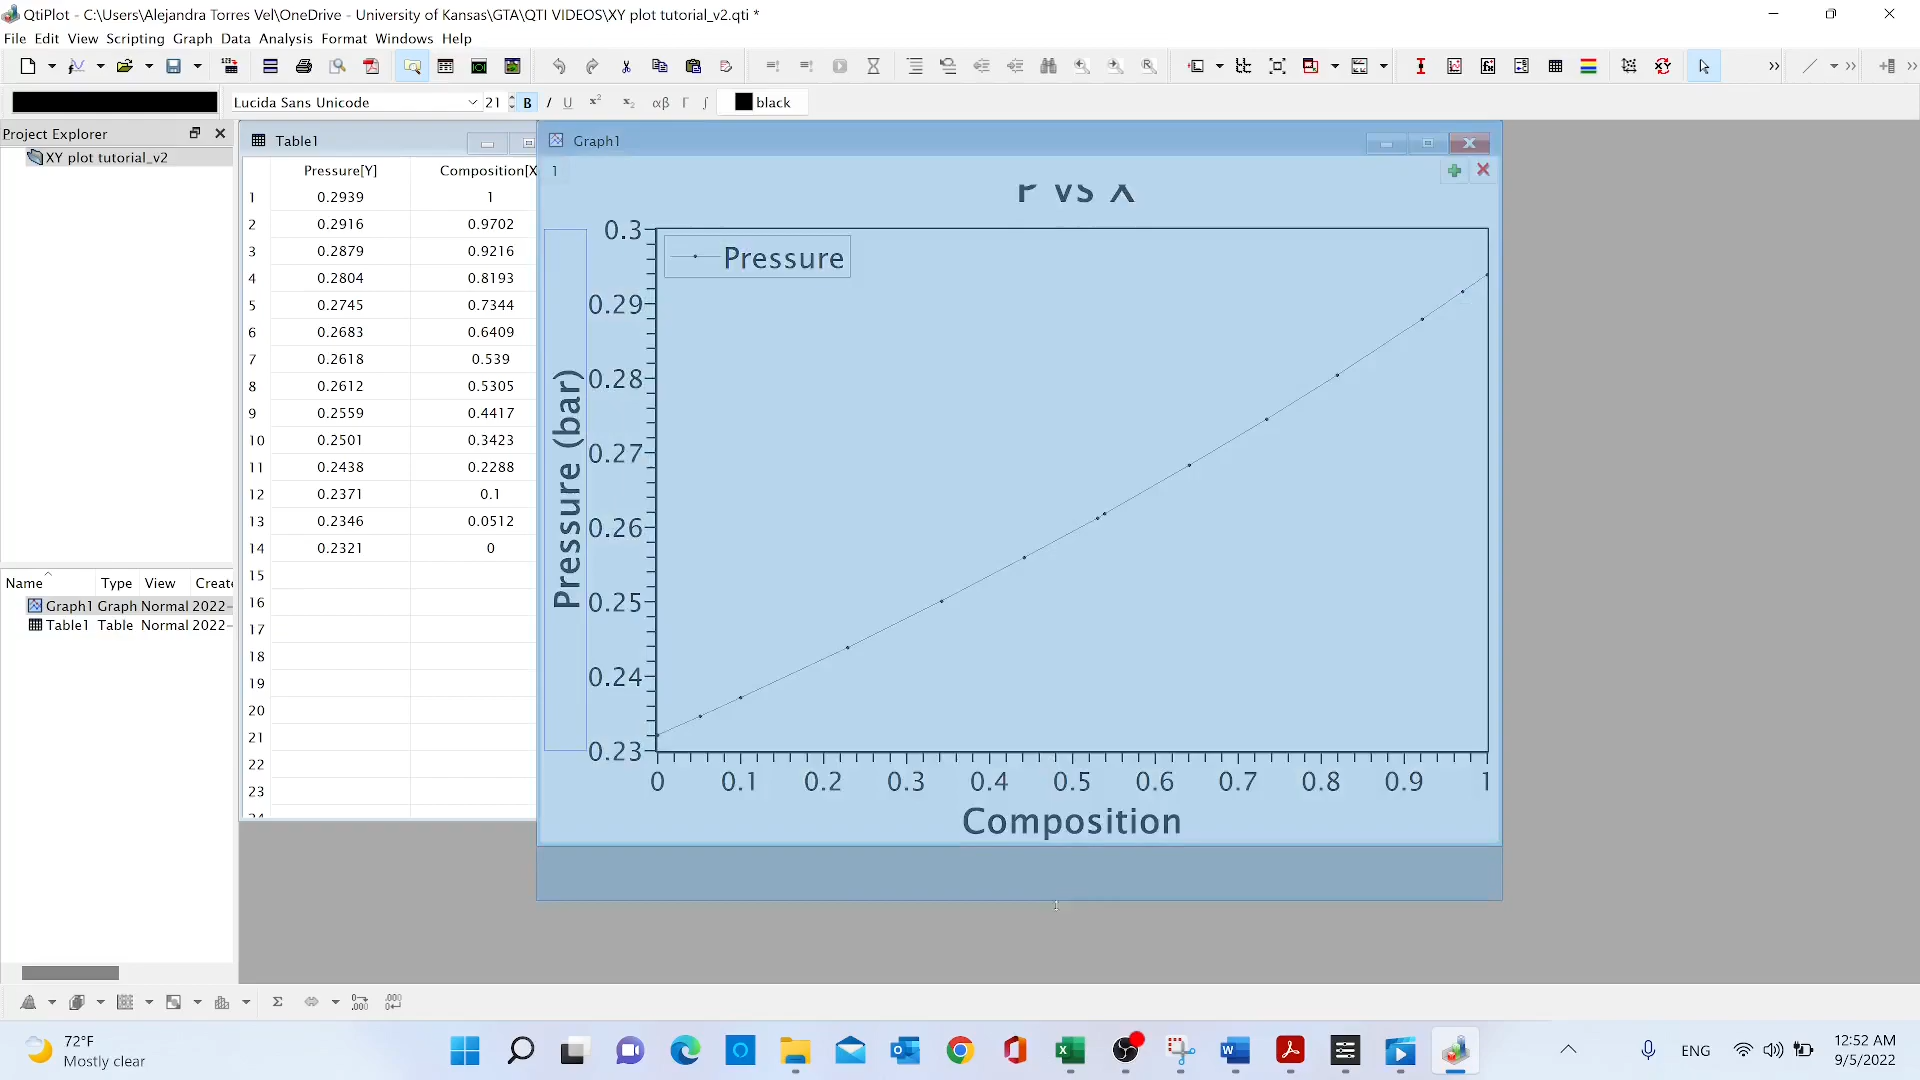 QtiPlot - C:\Users\Alejandra Torres Vel\OneDrive - University of Kansas\GTA\QTI VIDEOS\XY plot tutorial_v2.qti *
File Edit View Scripting Graph Data Analysis Format Windows Help
Lucida Sans Unicode 21 B I U x² x₂ αβ Γ ∫ black
Project Explorer
XY plot tutorial_v2
Name Type View Create
Graph1 Graph Normal 2022-
Table1 Table Normal 2022-
Table1
Pressure[Y] Composition[X
1 0.2939 1
2 0.2916 0.9702
3 0.2879 0.9216
4 0.2804 0.8193
5 0.2745 0.7344
6 0.2683 0.6409
7 0.2618 0.539
8 0.2612 0.5305
9 0.2559 0.4417
10 0.2501 0.3423
11 0.2438 0.2288
12 0.2371 0.1
13 0.2346 0.0512
14 0.2321 0
15
16
17
18
19
20
21
22
23
24
Graph1
1
P vs X
Pressure
Pressure (bar)
0.3
0.29
0.28
0.27
0.26
0.25
0.24
0.23
0 0.1 0.2 0.3 0.4 0.5 0.6 0.7 0.8 0.9 1
Composition
72°F
Mostly clear
ENG
12:52 AM
9/5/2022